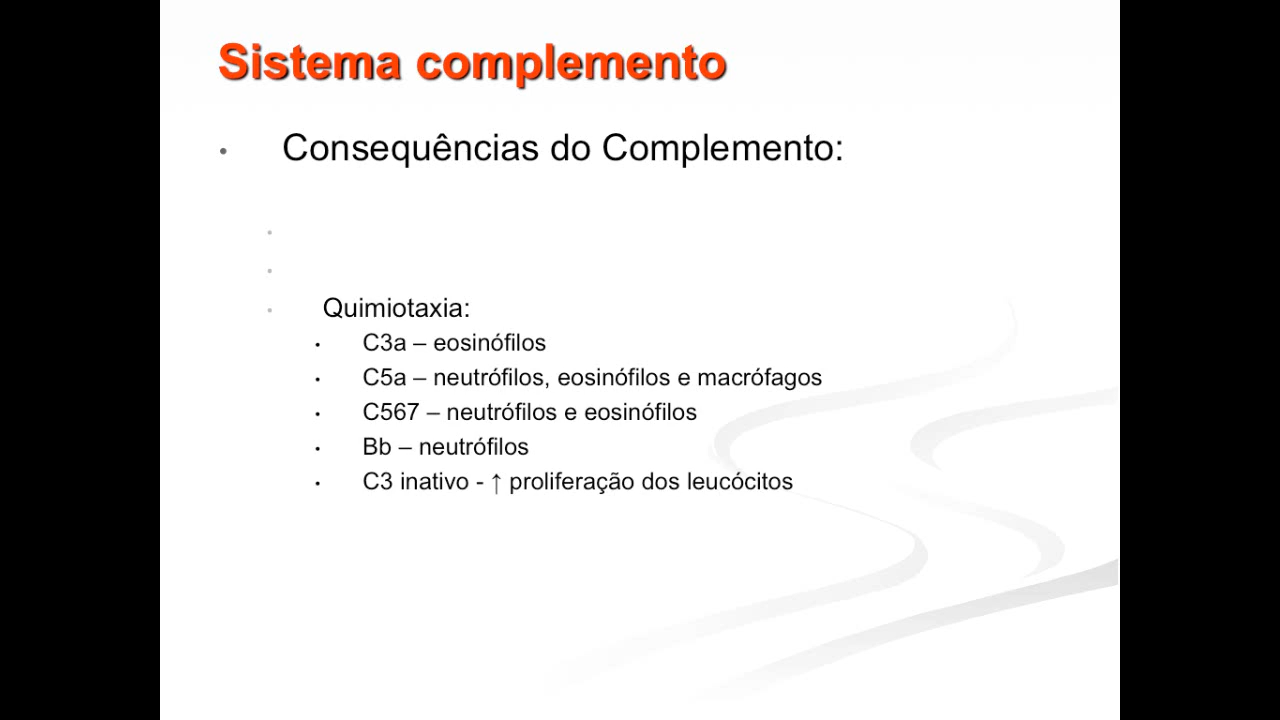 Sistema complemento
• Consequências do Complemento:
•
•
• Quimiotaxia:
• C3a – eosinófilos
• C5a – neutrófilos, eosinófilos e macrófagos
• C567 – neutrófilos e eosinófilos
• Bb – neutrófilos
• C3 inativo - ↑ proliferação dos leucócitos